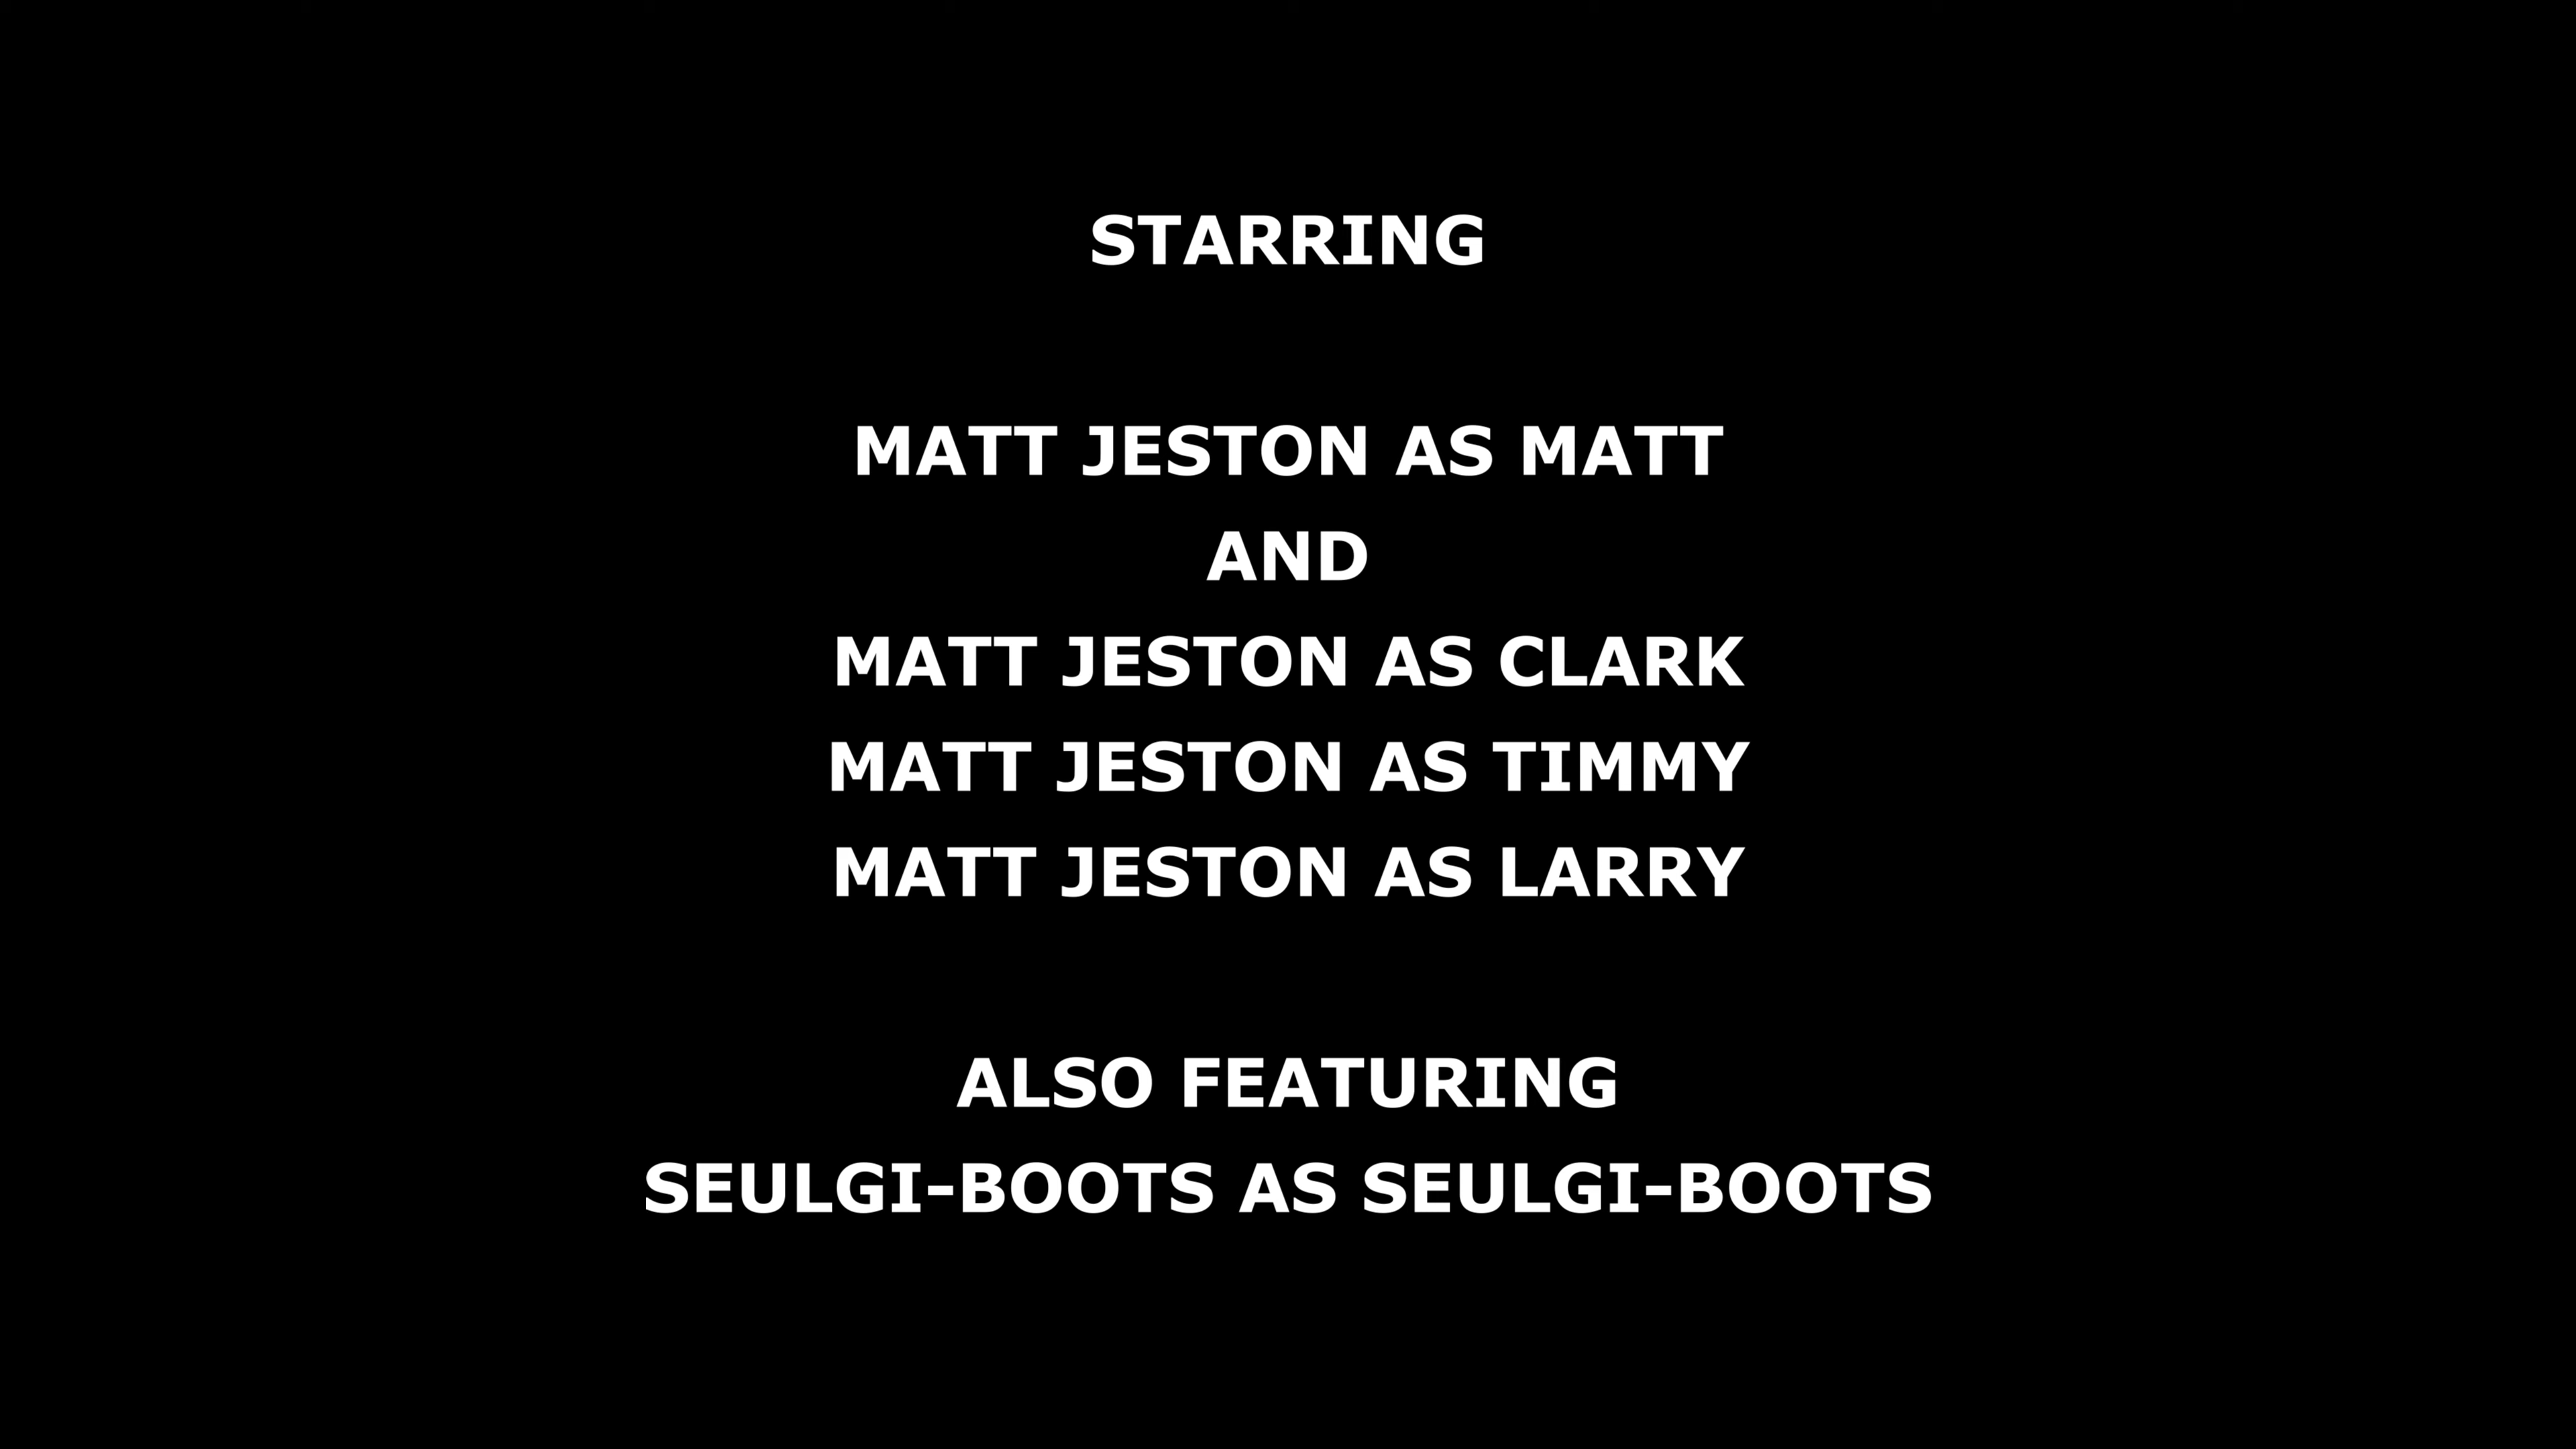 STARRING
MATT JESTON AS MATT
AND
MATT JESTON AS CLARK
MATT JESTON AS TIMMY
MATT JESTON AS LARRY
ALSO FEATURING
SEULGI-BOOTS AS SEULGI-BOOTS